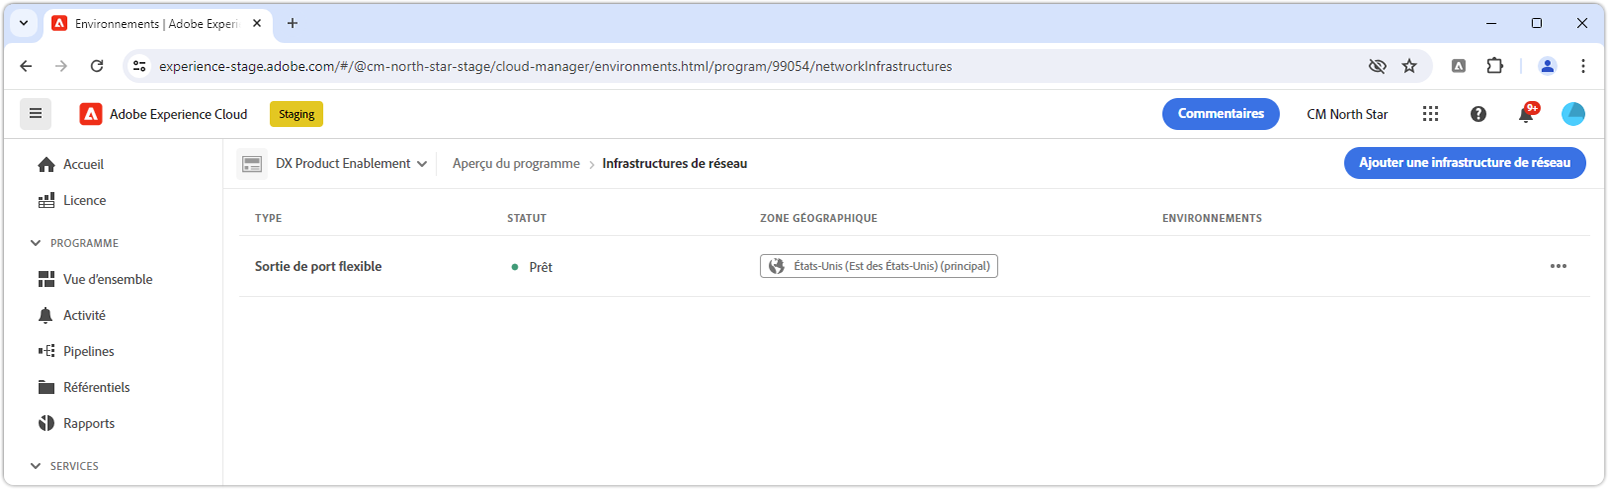 Environnements | Adobe Experi
experience-stage.adobe.com/#/@cm-north-star-stage/cloud-manager/environments.html/program/99054/networkInfrastructures
Adobe Experience Cloud
Staging
Commentaires
CM North Star
9+
Accueil
Licence
PROGRAMME
Vue d'ensemble
Activité
Pipelines
Référentiels
Rapports
SERVICES
DX Product Enablement
Aperçu du programme > Infrastructures de réseau
Ajouter une infrastructure de réseau
TYPE STATUT ZONE GÉOGRAPHIQUE ENVIRONNEMENTS
Sortie de port flexible Prêt États-Unis (Est des États-Unis) (principal)